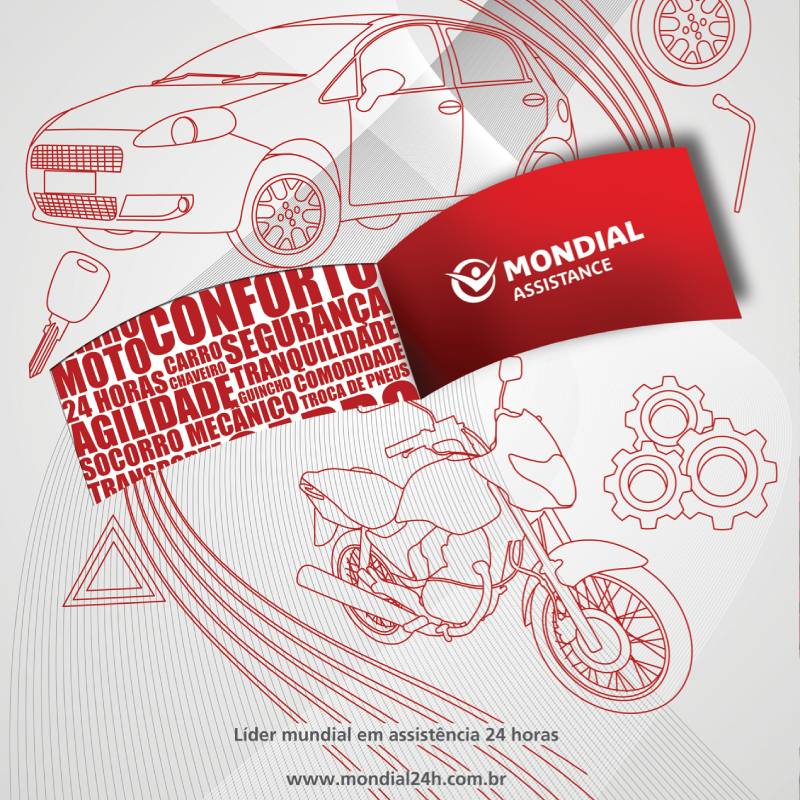 MONDIAL
ASSISTANCE
CONFORTO
MOTO CARRO SEGURANÇA
24 HORAS CHAVEIRO TRANQUILIDADE
AGILIDADE GUINCHO COMODIDADE
SOCORRO MECÂNICO TROCA DE PNEUS
Líder mundial em assistência 24 horas
www.mondial24h.com.br